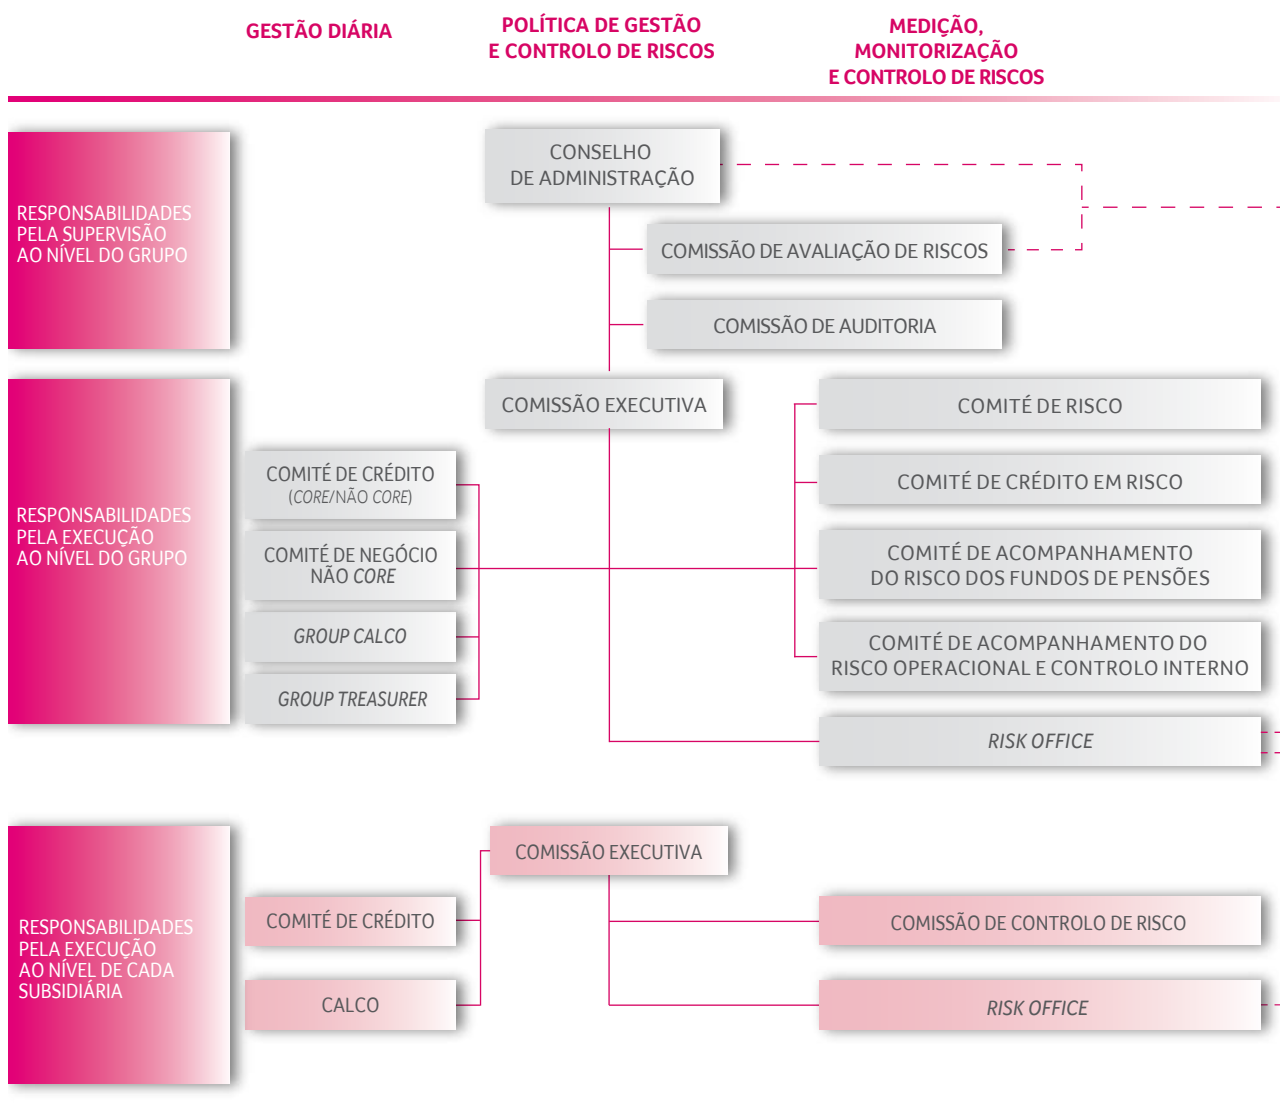 GESTÃO DIÁRIA
POLÍTICA DE GESTÃO
E CONTROLO DE RISCOS
MEDIÇÃO,
MONITORIZAÇÃO
E CONTROLO DE RISCOS
RESPONSABILIDADES
PELA SUPERVISÃO
AO NÍVEL DO GRUPO
CONSELHO
DE ADMINISTRAÇÃO
COMISSÃO DE AVALIAÇÃO DE RISCOS
COMISSÃO DE AUDITORIA
RESPONSABILIDADES
PELA EXECUÇÃO
AO NÍVEL DO GRUPO
COMISSÃO EXECUTIVA
COMITÉ DE CRÉDITO
(CORE/NÃO CORE)
COMITÉ DE NEGÓCIO
NÃO CORE
GROUP CALCO
GROUP TREASURER
COMITÉ DE RISCO
COMITÉ DE CRÉDITO EM RISCO
COMITÉ DE ACOMPANHAMENTO
DO RISCO DOS FUNDOS DE PENSÕES
COMITÉ DE ACOMPANHAMENTO DO
RISCO OPERACIONAL E CONTROLO INTERNO
RISK OFFICE
RESPONSABILIDADES
PELA EXECUÇÃO
AO NÍVEL DE CADA
SUBSIDIÁRIA
COMISSÃO EXECUTIVA
COMITÉ DE CRÉDITO
CALCO
COMISSÃO DE CONTROLO DE RISCO
RISK OFFICE